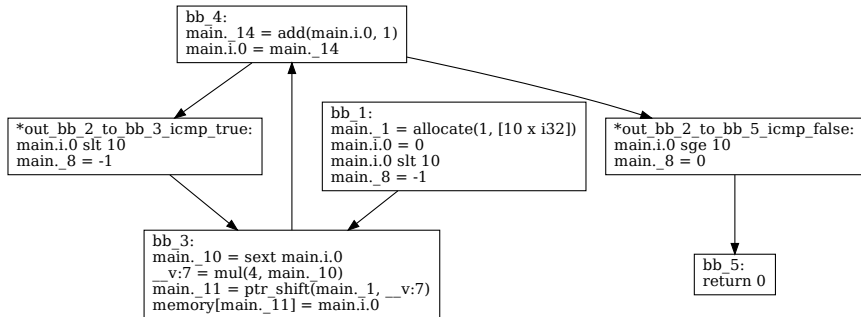 bb_4:
main._14 = add(main.i.0, 1)
main.i.0 = main._14
*out_bb_2_to_bb_3_icmp_true:
main.i.0 slt 10
main._8 = -1
bb_1:
main._1 = allocate(1, [10 x i32])
main.i.0 = 0
main.i.0 slt 10
main._8 = -1
*out_bb_2_to_bb_5_icmp_false:
main.i.0 sge 10
main._8 = 0
bb_3:
main._10 = sext main.i.0
__v:7 = mul(4, main._10)
main._11 = ptr_shift(main._1, __v:7)
memory[main._11] = main.i.0
bb_5:
return 0